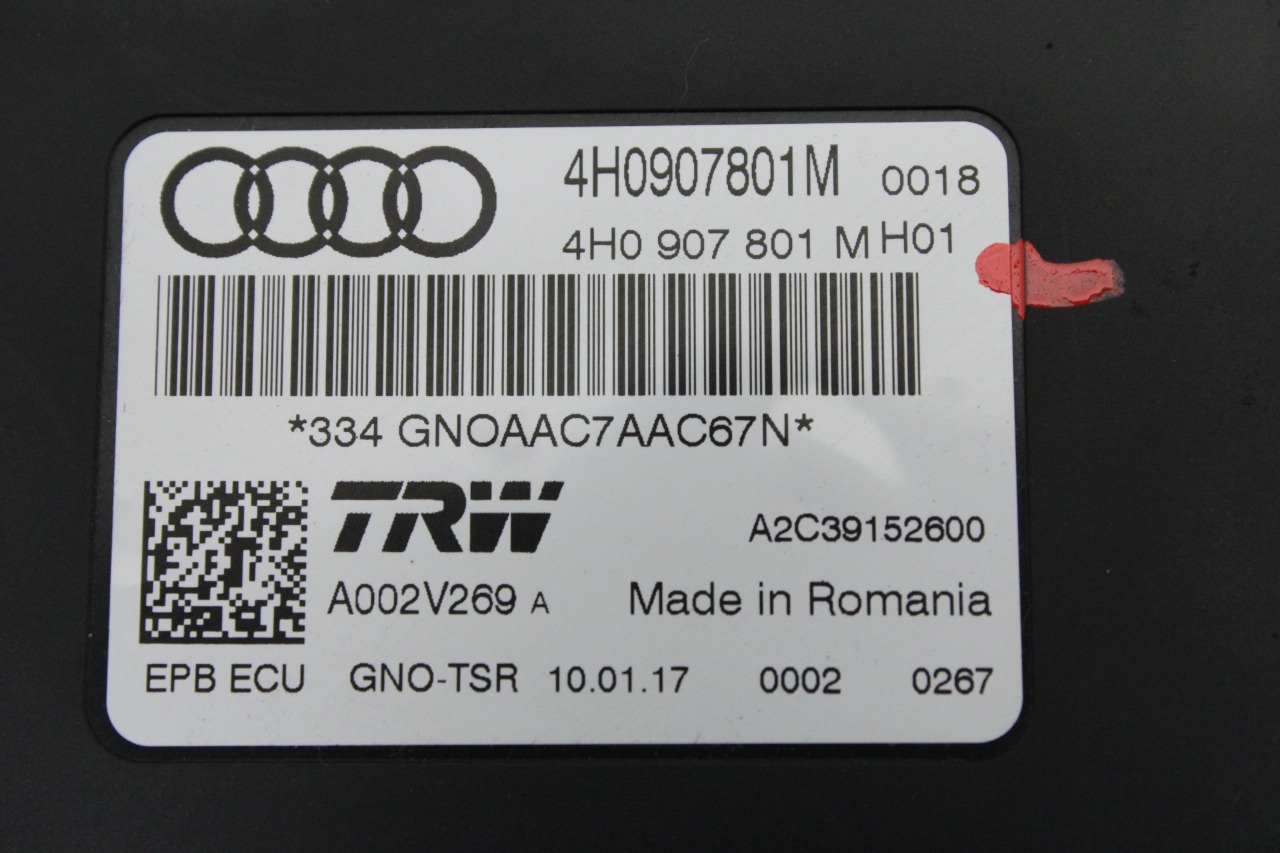 4H0907801M 0018
4H0 907 801 M H01
*334 GNOAAC7AAC67N*
TRW
A2C39152600
A002V269 A Made in Romania
EPB ECU GNO-TSR 10.01.17 0002 0267